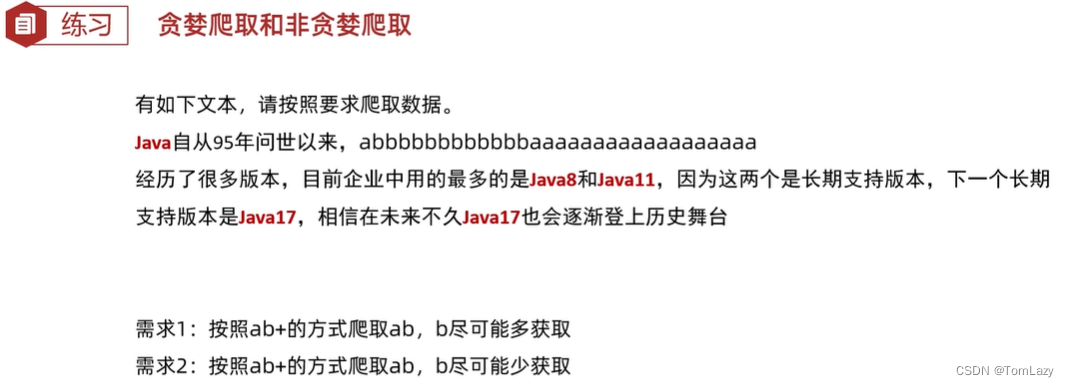 练习 贪婪爬取和非贪婪爬取
有如下文本，请按照要求爬取数据。
Java自从95年问世以来，abbbbbbbbbbbbaaaaaaaaaaaaaaaaaa
经历了很多版本，目前企业中用的最多的是Java8和Java11，因为这两个是长期支持版本，下一个长期
支持版本是Java17，相信在未来不久Java17也会逐渐登上历史舞台
需求1：按照ab+的方式爬取ab，b尽可能多获取
需求2：按照ab+的方式爬取ab，b尽可能少获取
CSDN @TomLazy